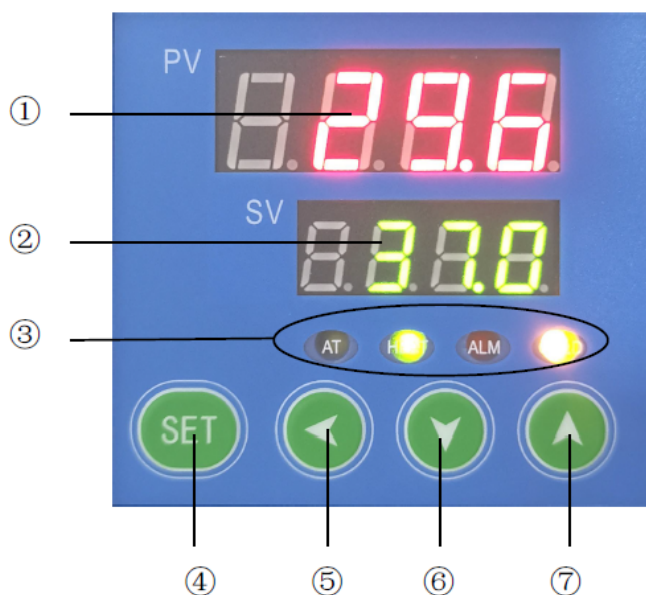 PV
① 29.6
SV
② 37.0
③
AT ALM
SET
④ ⑤ ⑥ ⑦